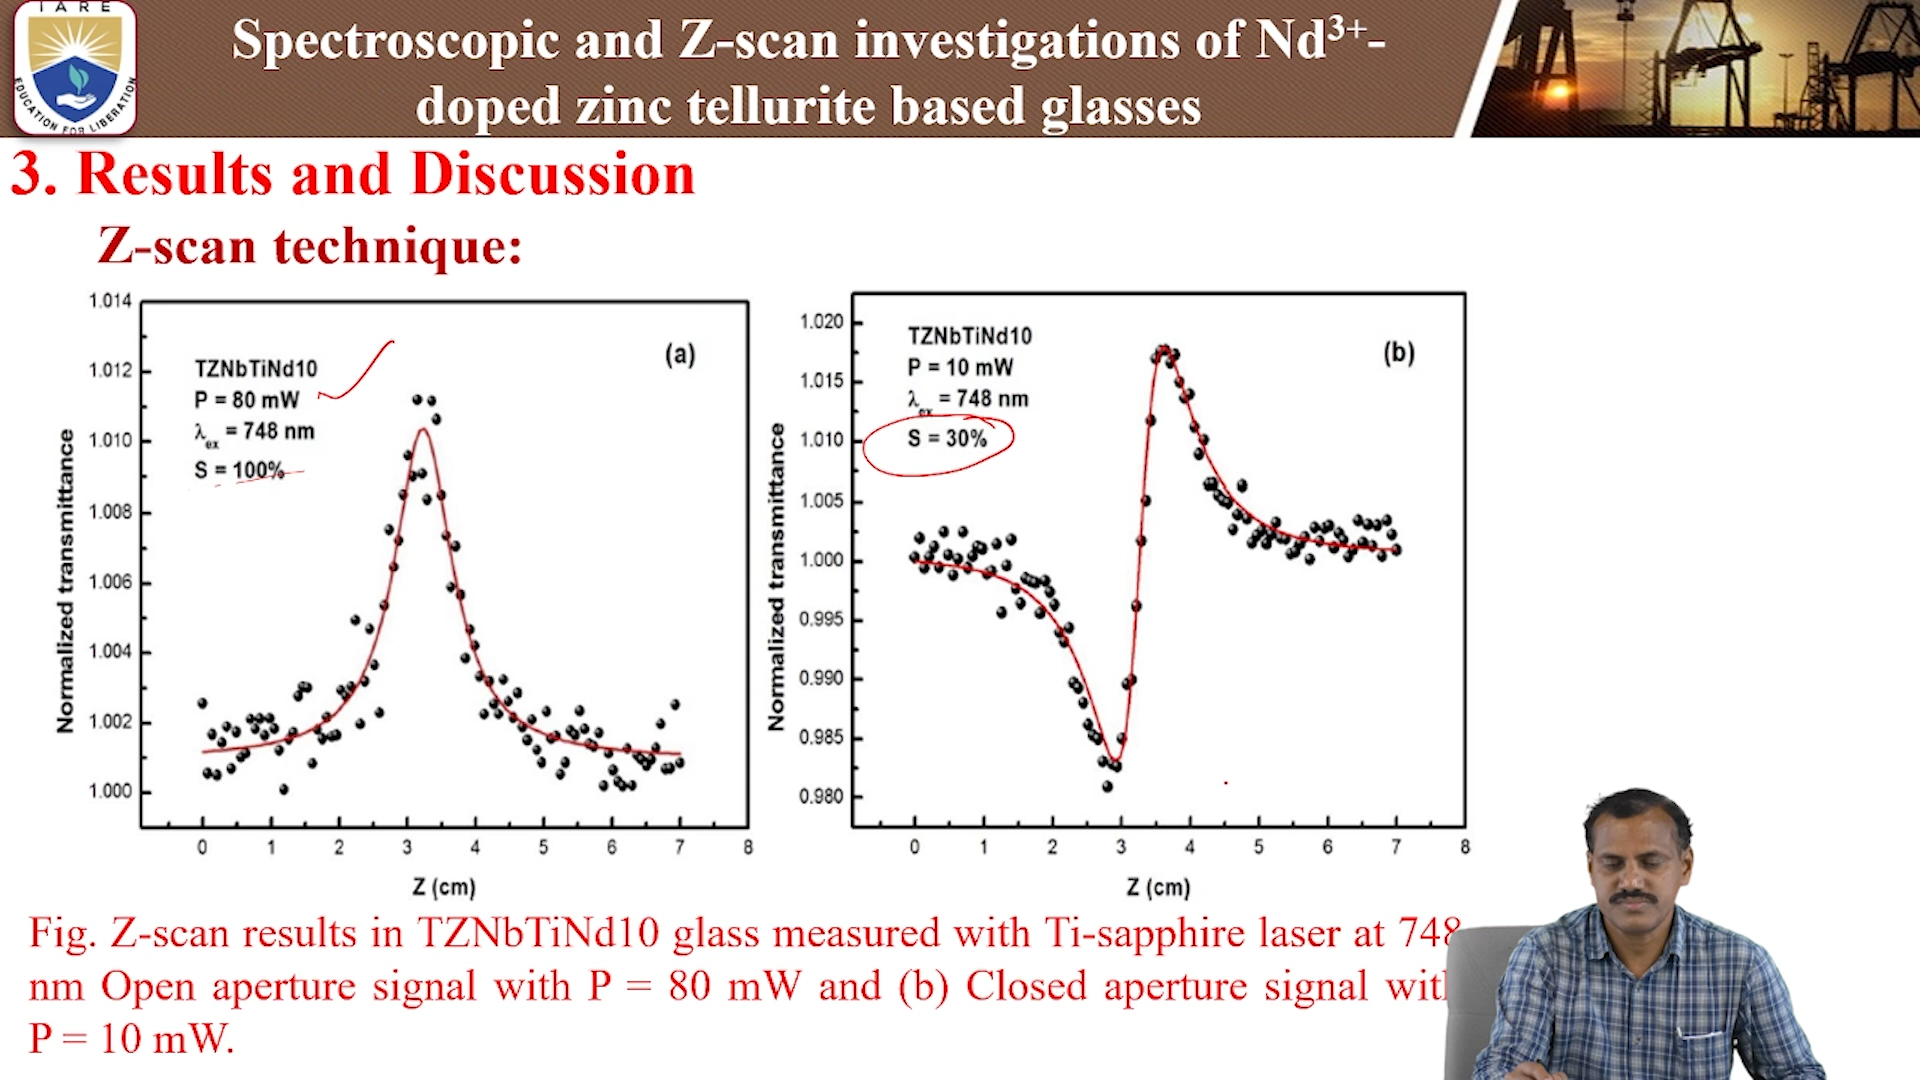 IARE
EDUCATION FOR LIBERATION
Spectroscopic and Z-scan investigations of Nd³⁺-
doped zinc tellurite based glasses
3. Results and Discussion
Z-scan technique:
1.014
1.012
1.010
1.008
1.006
1.004
1.002
1.000
Normalized transmittance
TZNbTiNd10
P = 80 mW
λex = 748 nm
S = 100%
(a)
0 1 2 3 4 5 6 7 8
Z (cm)
1.020
1.015
1.010
1.005
1.000
0.995
0.990
0.985
0.980
Normalized transmittance
TZNbTiNd10
P = 10 mW
λex = 748 nm
S = 30%
(b)
0 1 2 3 4 5 6 7 8
Z (cm)
Fig. Z-scan results in TZNbTiNd10 glass measured with Ti-sapphire laser at 748
nm Open aperture signal with P = 80 mW and (b) Closed aperture signal with
P = 10 mW.